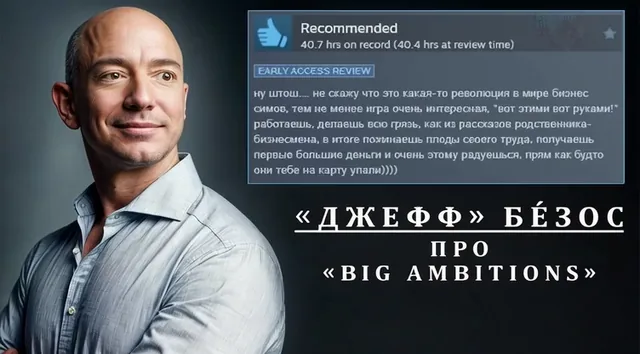 Recommended
40.7 hrs on record (40.4 hrs at review time)
EARLY ACCESS REVIEW
ну штош.... не скажу что это какая-то революция в мире бизнес
симов, тем не менее игра очень интересная, "вот этими вот руками!"
работаешь, делаешь всю грязь, как из рассказов родственника-
бизнесмена, в итоге пожинаешь плоды своего труда, получаешь
первые большие деньги и очень этому радуешься, прям как будто
они тебе на карту упали))))
«ДЖЕФФ» БЕ́ЗОС
ПРО
«BIG AMBITIONS»